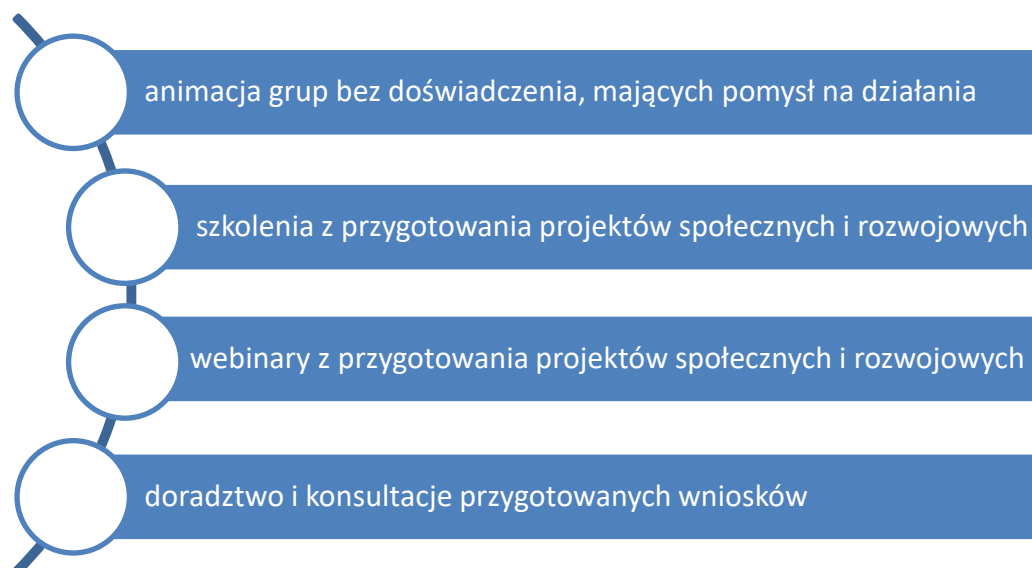 animacja grup bez doświadczenia, mających pomysł na działania
szkolenia z przygotowania projektów społecznych i rozwojowych
webinary z przygotowania projektów społecznych i rozwojowych
doradztwo i konsultacje przygotowanych wniosków